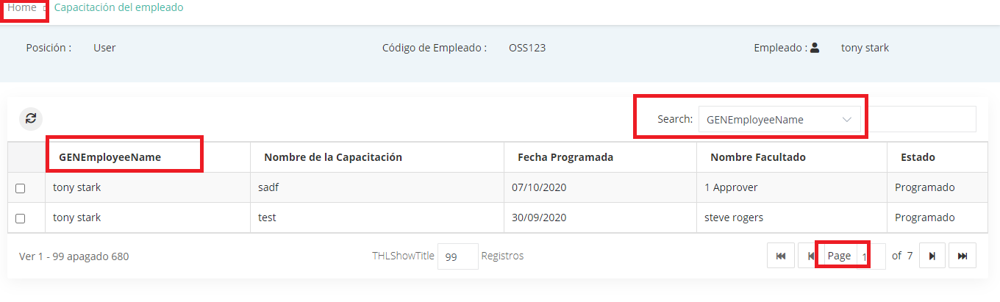 Home Capacitación del empleado
Posición : User Código de Empleado : OSS123 Empleado : tony stark
Search: GENEmployeeName
GENEmployeeName Nombre de la Capacitación Fecha Programada Nombre Facultado Estado
tony stark sadf 07/10/2020 1 Approver Programado
tony stark test 30/09/2020 steve rogers Programado
Ver 1 - 99 apagado 680 THLShowTitle 99 Registros Page 1 of 7